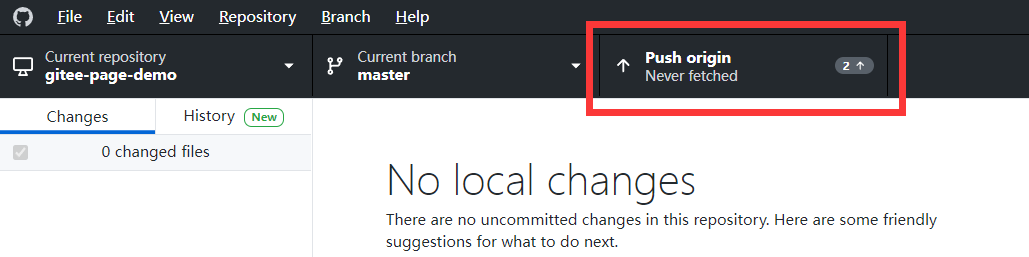 File Edit View Repository Branch Help
Current repository
gitee-page-demo
Current branch
master
Push origin
Never fetched
2
Changes
History New
0 changed files
No local changes
There are no uncommitted changes in this repository. Here are some friendly
suggestions for what to do next.